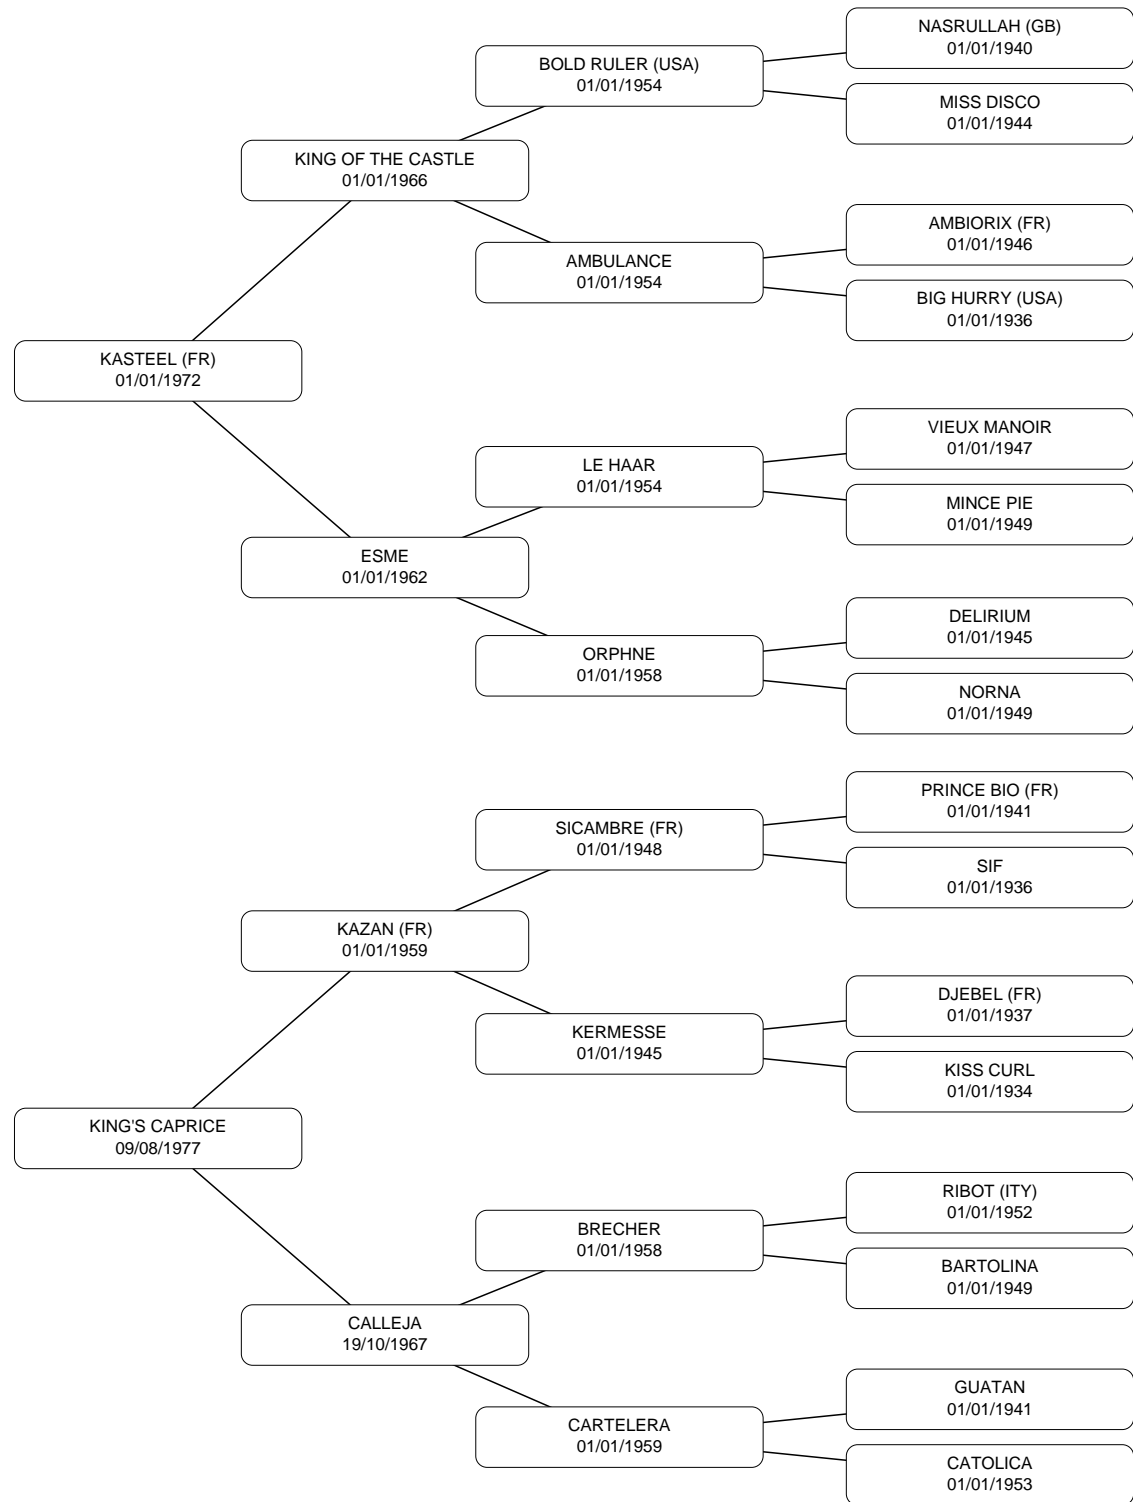 NASRULLAH (GB)
01/01/1940
BOLD RULER (USA)
01/01/1954
MISS DISCO
01/01/1944
KING OF THE CASTLE
01/01/1966
AMBIORIX (FR)
01/01/1946
AMBULANCE
01/01/1954
BIG HURRY (USA)
01/01/1936
KASTEEL (FR)
01/01/1972
VIEUX MANOIR
01/01/1947
LE HAAR
01/01/1954
MINCE PIE
01/01/1949
ESME
01/01/1962
DELIRIUM
01/01/1945
ORPHNE
01/01/1958
NORNA
01/01/1949
PRINCE BIO (FR)
01/01/1941
SICAMBRE (FR)
01/01/1948
SIF
01/01/1936
KAZAN (FR)
01/01/1959
DJEBEL (FR)
01/01/1937
KERMESSE
01/01/1945
KISS CURL
01/01/1934
KING'S CAPRICE
09/08/1977
RIBOT (ITY)
01/01/1952
BRECHER
01/01/1958
BARTOLINA
01/01/1949
CALLEJA
19/10/1967
GUATAN
01/01/1941
CARTELERA
01/01/1959
CATOLICA
01/01/1953